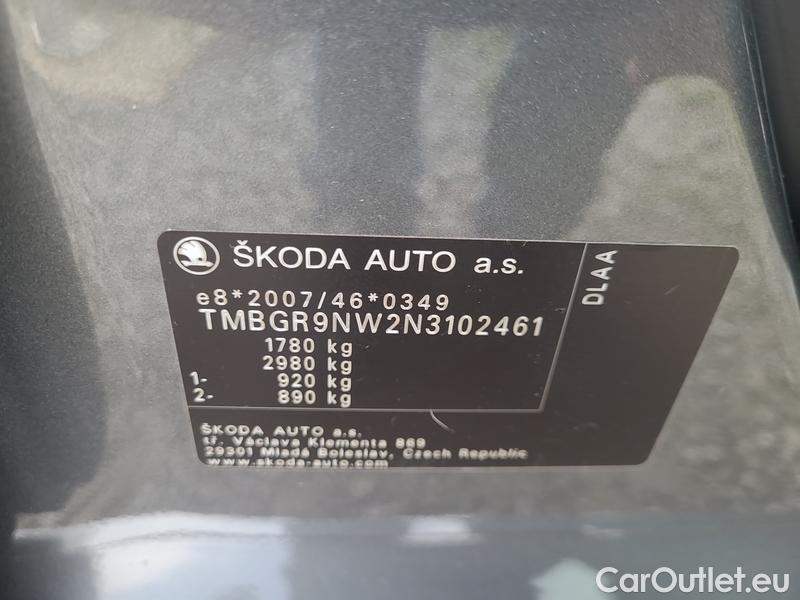 ŠKODA AUTO a.s.
e8*2007/46*0349
TMBGR9NW2N3102461
1780 kg
2980 kg
1- 920 kg
2- 890 kg
DLAA
ŠKODA AUTO a.s.
tř. Václava Klementa 869
29301 Mladá Boleslav, Czech Republic
www.skoda-auto.com
CarOutlet.eu